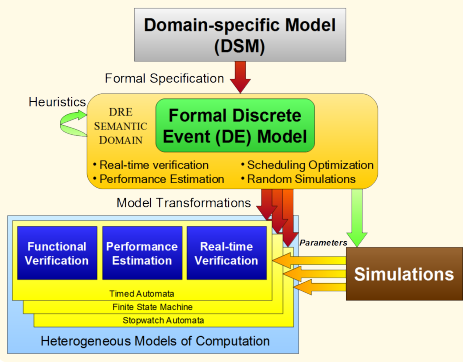 Domain-specific Model
(DSM)
Formal Specification
Heuristics
DRE
SEMANTIC
DOMAIN
Formal Discrete
Event (DE) Model
• Real-time verification
• Performance Estimation
• Scheduling Optimization
• Random Simulations
Model Transformations
Parameters
Functional
Verification
Performance
Estimation
Real-time
Verification
Simulations
Timed Automata
Finite State Machine
Stopwatch Automata
Heterogeneous Models of Computation